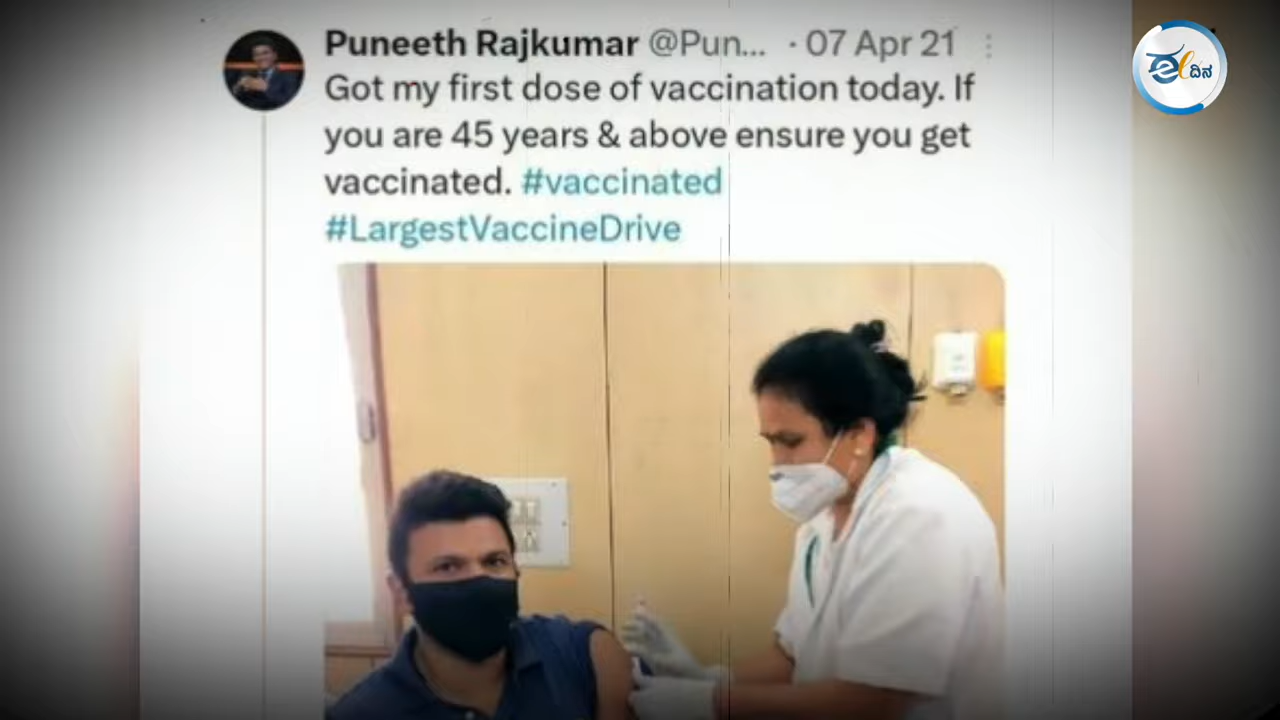 Puneeth Rajkumar @Pun... · 07 Apr 21
Got my first dose of vaccination today. If
you are 45 years & above ensure you get
vaccinated. #vaccinated
#LargestVaccineDrive
eಲ ದಿನ